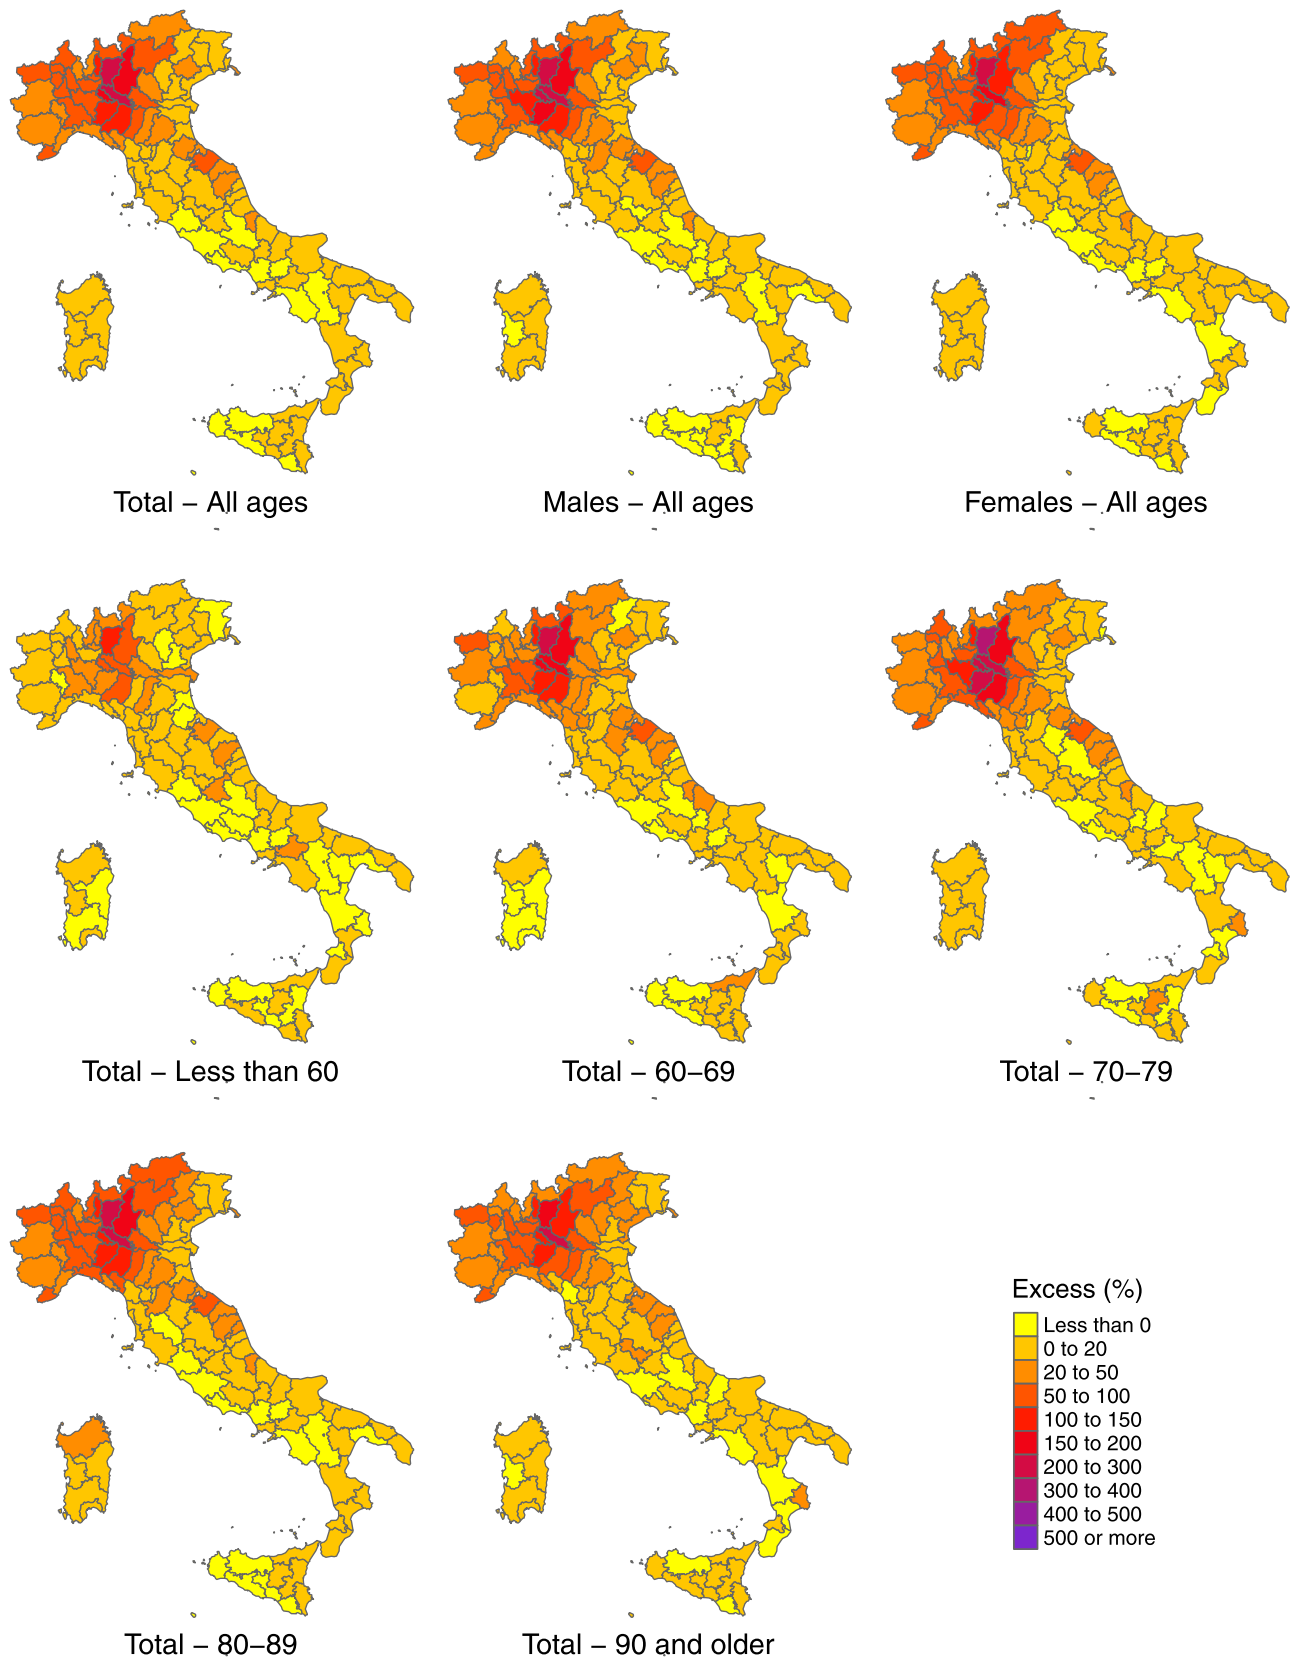 Total – All ages
Males – All ages
Females – All ages
Total – Less than 60
Total – 60–69
Total – 70–79
Excess (%)
Less than 0
0 to 20
20 to 50
50 to 100
100 to 150
150 to 200
200 to 300
300 to 400
400 to 500
500 or more
Total – 80–89
Total – 90 and older